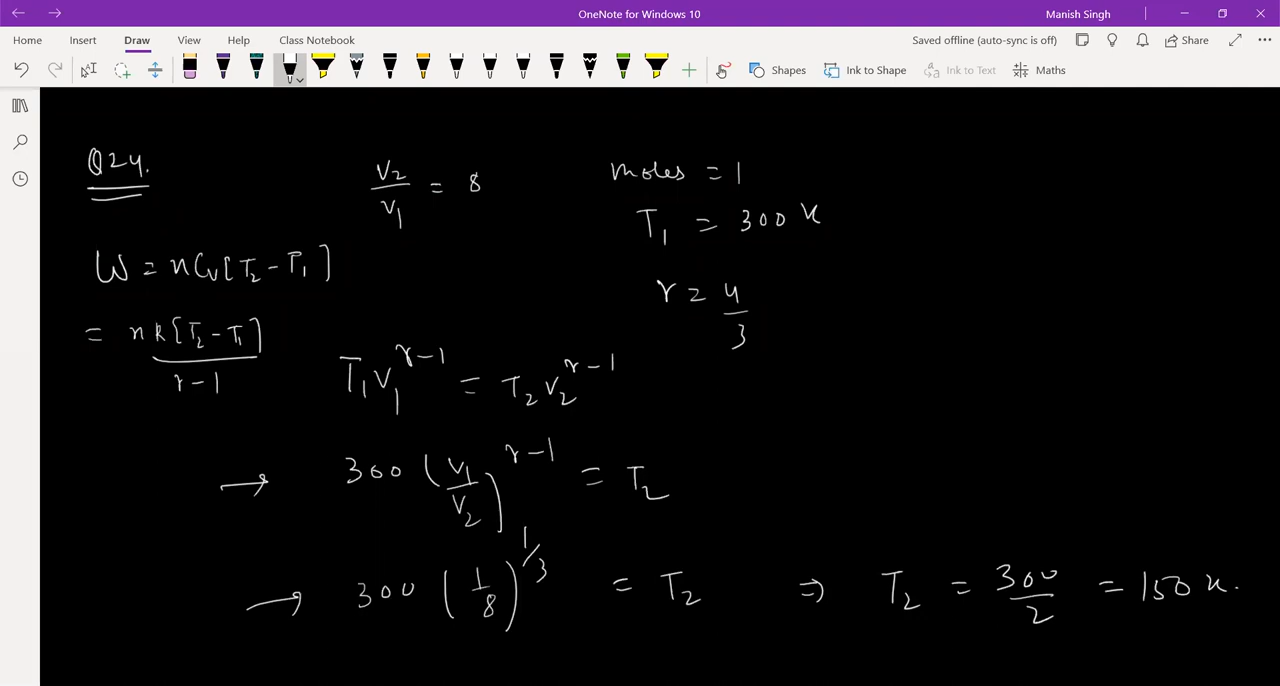 OneNote for Windows 10
Manish Singh
Home Insert Draw View Help Class Notebook
Saved offline (auto-sync is off) Share
Shapes Ink to Shape Ink to Text Maths
Q24.
V2/V1 = 8
moles = 1
T1 = 300 K
W = nCv[T2 - T1]
γ = 4/3
= nR[T2 - T1]/γ-1
T1V1^γ-1 = T2V2^γ-1
→ 300 (V1/V2)^γ-1 = T2
→ 300 (1/8)^1/3 = T2 ⇒ T2 = 300/2 = 150 K.